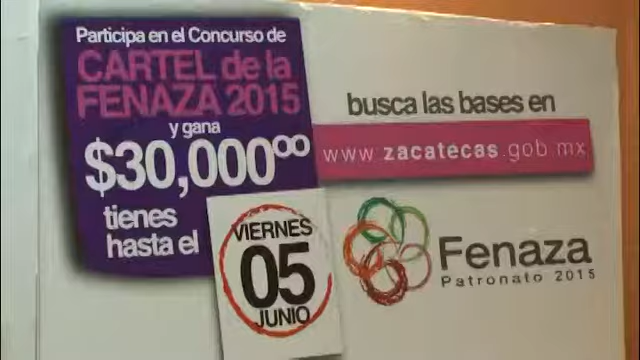 Participa en el Concurso de
CARTEL de la
FENAZA 2015
y gana
$30,000⁰⁰
tienes
hasta el
VIERNES
05
JUNIO
busca las bases en
www.zacatecas.gob.mx
Fenaza
Patronato 2015